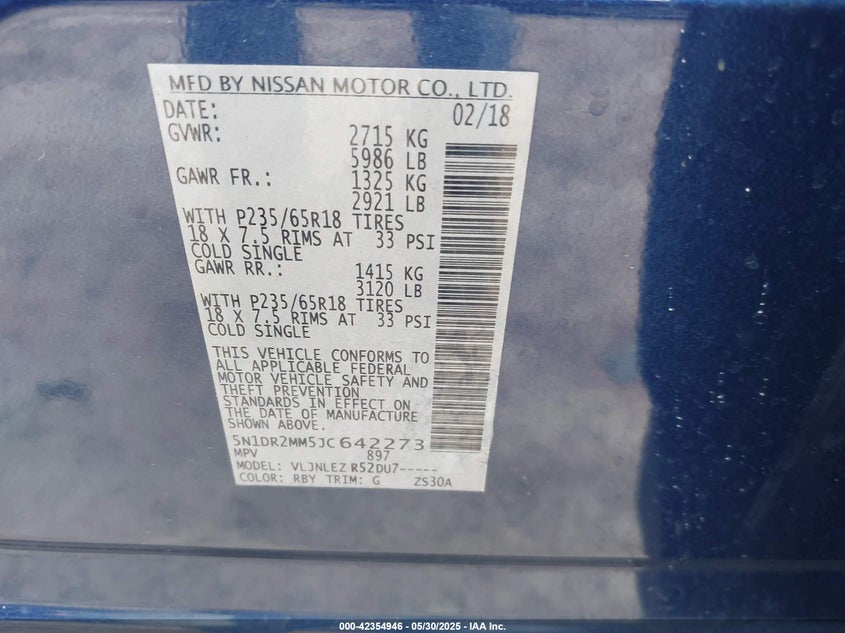 MFD BY NISSAN MOTOR CO., LTD.
DATE: 02/18
GVWR: 2715 KG
5986 LB
GAWR FR.: 1325 KG
2921 LB
WITH P235/65R18 TIRES
18 X 7.5 RIMS AT 33 PSI
COLD SINGLE
GAWR RR.: 1415 KG
3120 LB
WITH P235/65R18 TIRES
18 X 7.5 RIMS AT 33 PSI
COLD SINGLE
THIS VEHICLE CONFORMS TO
ALL APPLICABLE FEDERAL
MOTOR VEHICLE SAFETY AND
THEFT PREVENTION
STANDARDS IN EFFECT ON
THE DATE OF MANUFACTURE
SHOWN ABOVE.
5N1DR2MM5JC642273
MPV 897
MODEL: VLJNLEZ R52DU7-----
COLOR: RBY TRIM: G ZS30A
000-42354946 - 05/30/2025 - IAA Inc.